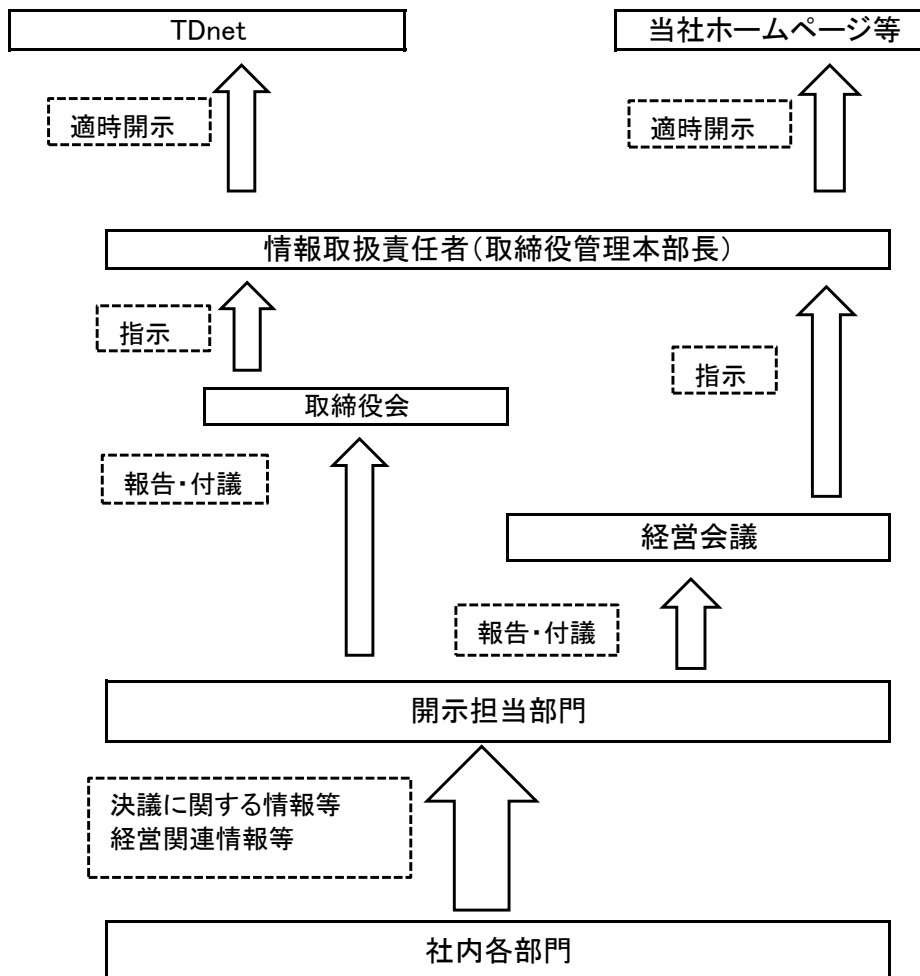 TDnet
当社ホームページ等
適時開示
適時開示
情報取扱責任者（取締役管理本部長）
指示
指示
取締役会
報告・付議
経営会議
報告・付議
開示担当部門
決議に関する情報等
経営関連情報等
社内各部門